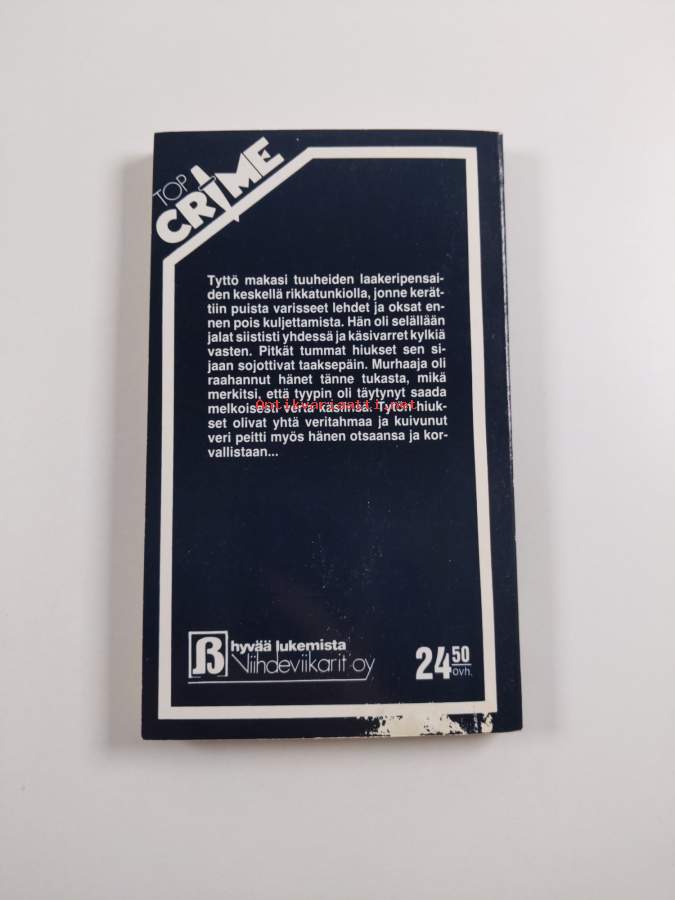 TOP
CRIME
Tyttö makasi tuuheiden laakeripensai-
den keskellä rikkatunkiolla, jonne kerät-
tiin puista varisseet lehdet ja oksat en-
nen pois kuljettamista. Hän oli selällään
jalat siististi yhdessä ja käsivarret kylkiä
vasten. Pitkät tummat hiukset sen si-
jaan sojottivat taaksepäin. Murhaaja oli
raahannut hänet tänne tukasta, mikä
merkitsi, että tyypin oli täytynyt saada
Antikvariaatti.net
melkoisesti verta käsiinsä. Tytön hiuk-
set olivat yhtä veritahmaa ja kuivunut
veri peitti myös hänen otsaansa ja kor-
vallistaan...
hyvää lukemista
Viihdeviikarit oy
24 50
ovh.